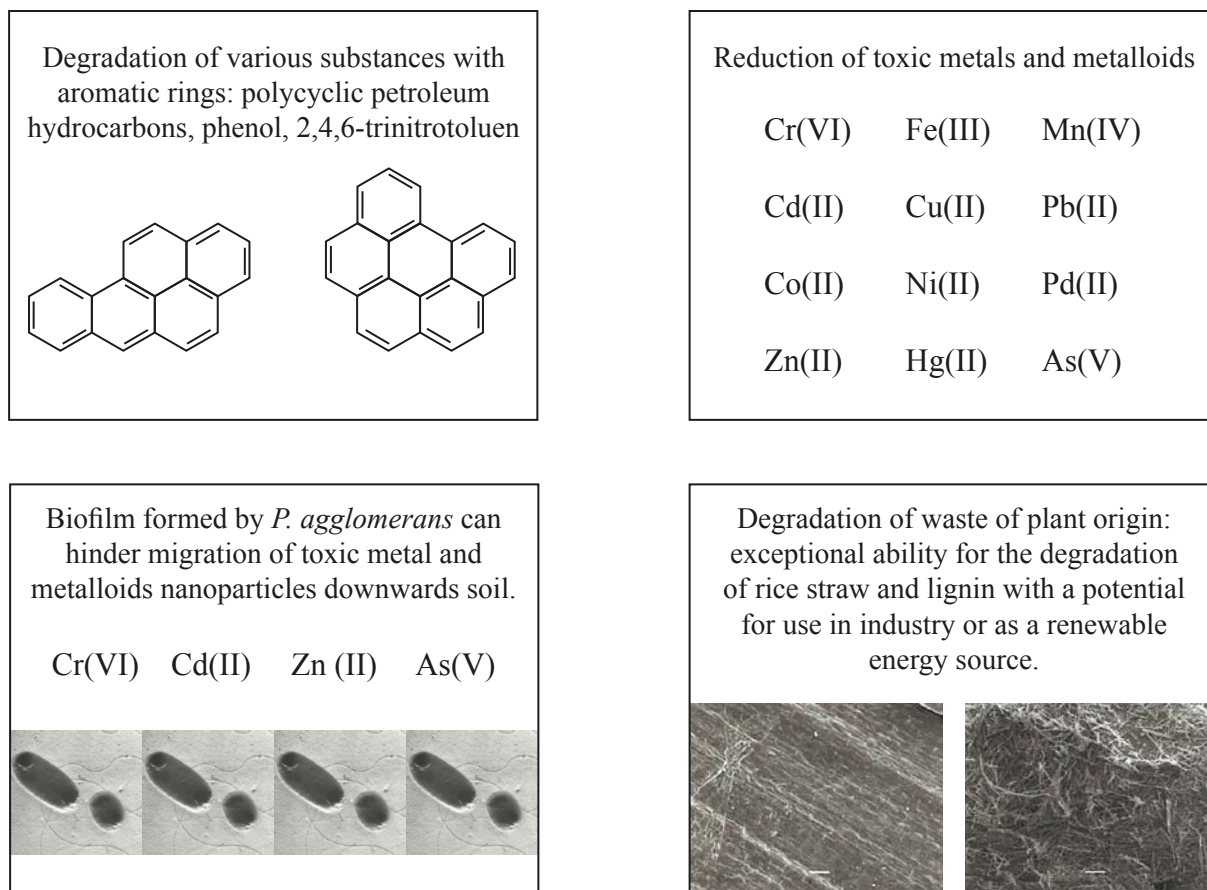 Degradation of various substances with
aromatic rings: polycyclic petroleum
hydrocarbons, phenol, 2,4,6-trinitrotoluen
Reduction of toxic metals and metalloids
Cr(VI) Fe(III) Mn(IV)
Cd(II) Cu(II) Pb(II)
Co(II) Ni(II) Pd(II)
Zn(II) Hg(II) As(V)
Biofilm formed by P. agglomerans can
hinder migration of toxic metal and
metalloids nanoparticles downwards soil.
Cr(VI) Cd(II) Zn (II) As(V)
Degradation of waste of plant origin:
exceptional ability for the degradation
of rice straw and lignin with a potential
for use in industry or as a renewable
energy source.